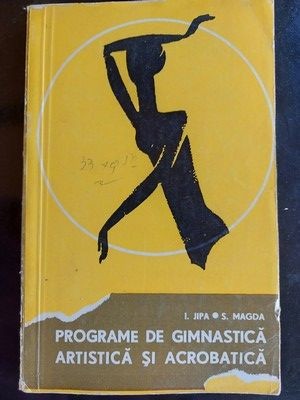 I. JIPA ● S. MAGDA
PROGRAME DE GIMNASTICĂ
ARTISTICĂ ȘI ACROBATICĂ